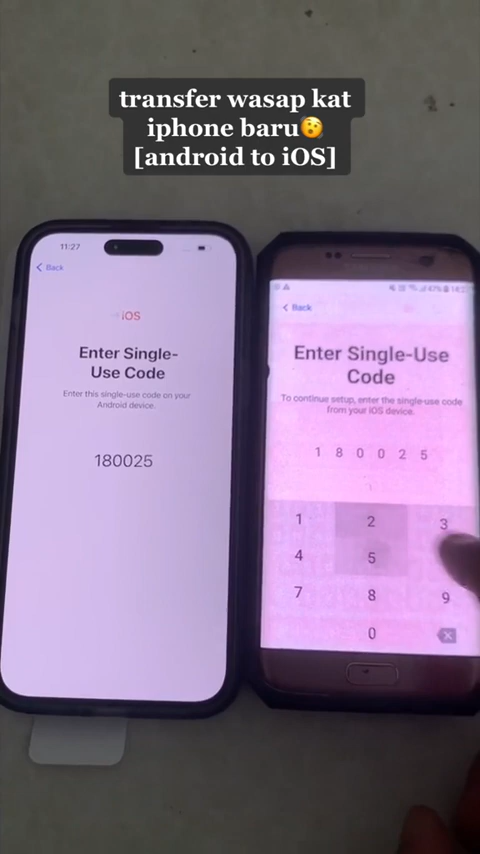 transfer wasap kat
iphone baru😯
[android to iOS]
11:27
Back
iOS
Enter Single-
Use Code
Enter this single-use code on your
Android device.
180025
47%
Back
Enter Single-Use
Code
To continue setup, enter the single-use code
from your iOS device.
1 8 0 0 2 5
1 2 3
4 5
7 8 9
0